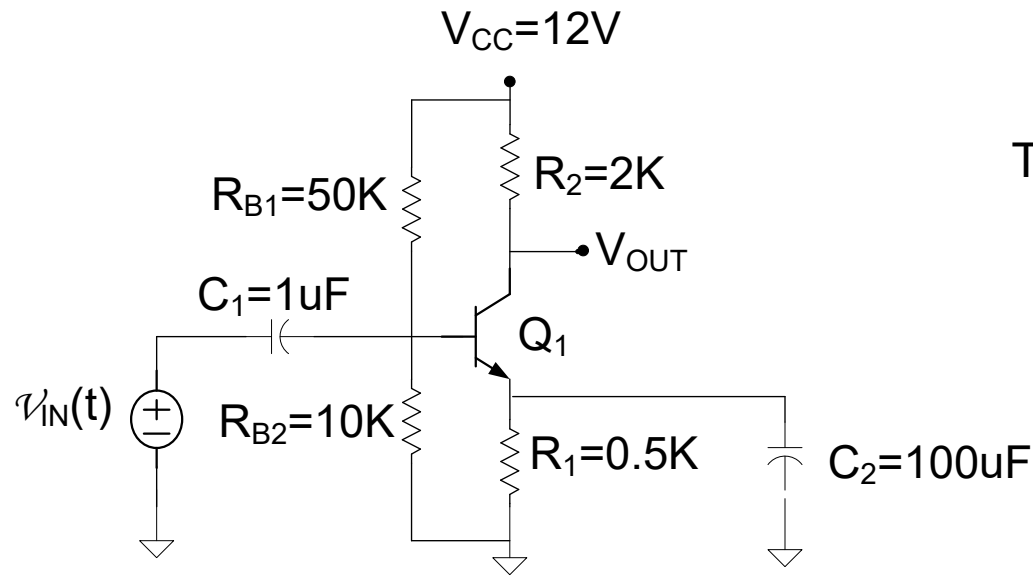 V_CC=12V
R_B1=50K
R_2=2K
T
V_OUT
C_1=1uF
Q_1
𝒱_IN(t)
R_B2=10K
R_1=0.5K
C_2=100uF